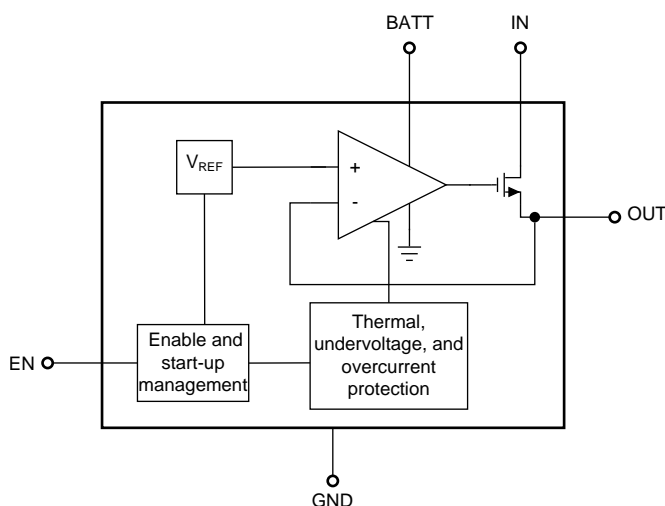 BATT
IN
VREF
+
-
OUT
Enable and
start-up
management
Thermal,
undervoltage, and
overcurrent
protection
EN
GND